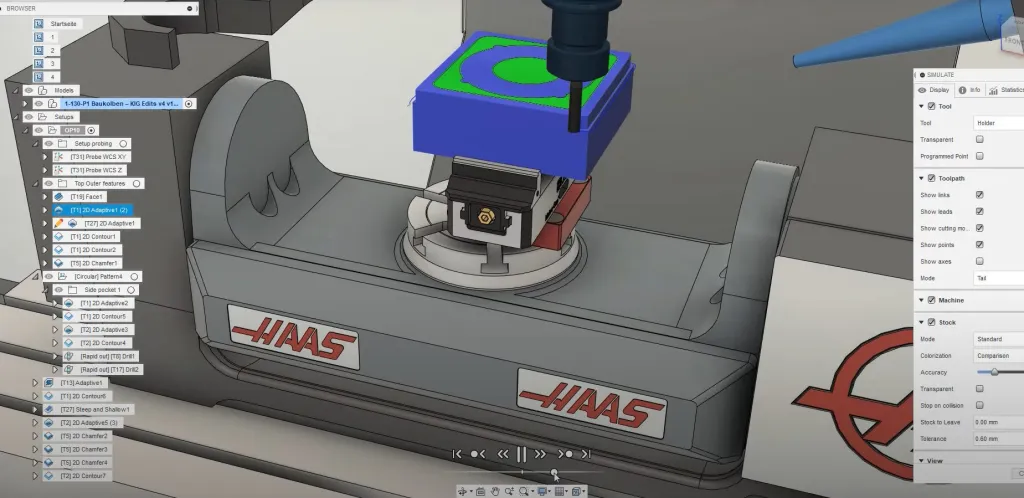 BROWSER
Startseite
1
2
3
4
Models
1-130-P1 Baukolben – KIG Edits v4 v1...
Setups
OP10
Setup probing
[T31] Probe WCS XY
[T31] Probe WCS Z
Top Outer features
[T19] Face1
[T1] 2D Adaptive1 (2)
[T27] 2D Adaptive1
[T1] 2D Contour1
[T1] 2D Contour2
[T5] 2D Chamfer1
[Circular] Pattern4
Side pocket 1
[T1] 2D Adaptive2
[T1] 2D Contour5
[T2] 2D Adaptive3
[T2] 2D Contour4
[Rapid out] [T6] Drill1
[Rapid out] [T17] Drill2
[T13] Adaptive1
[T1] 2D Contour6
[T27] Steep and Shallow1
[T2] 2D Adaptive5 (3)
[T5] 2D Chamfer2
[T5] 2D Chamfer3
[T5] 2D Chamfer4
[T2] 2D Contour7
HAAS
HAAS
FRONT
SIMULATE
Display Info Statistics
Tool
Tool Holder
Transparent
Programmed Point
Toolpath
Show links
Show leads
Show cutting mo...
Show points
Show axes
Mode Tail
Machine
Stock
Mode Standard
Colorization Comparison
Accuracy
Transparent
Stop on collision
Stock to Leave 0.00 mm
Tolerance 0.60 mm
View